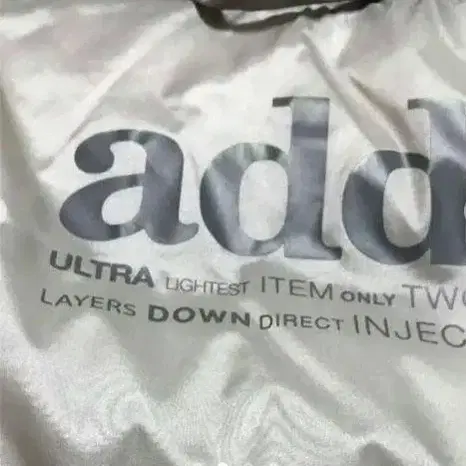 add
ULTRA LIGHTEST ITEM ONLY TWO
LAYERS DOWN DIRECT INJEC